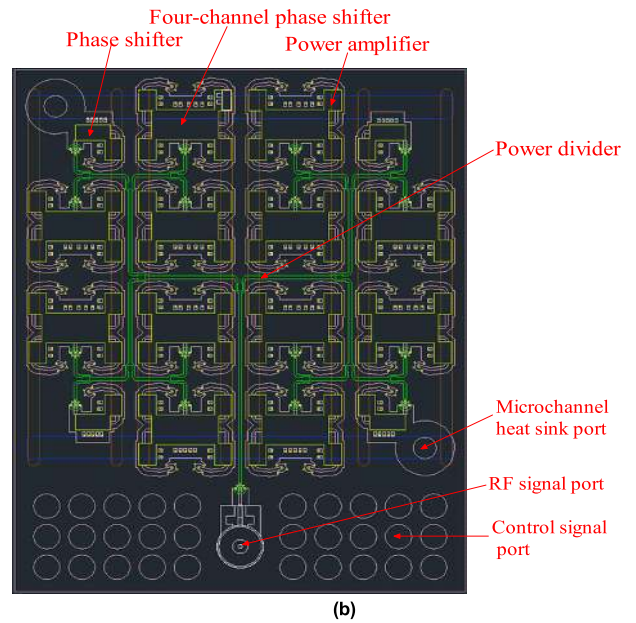 Four-channel phase shifter
Phase shifter
Power amplifier
Power divider
Microchannel
heat sink port
RF signal port
Control signal
port
(b)